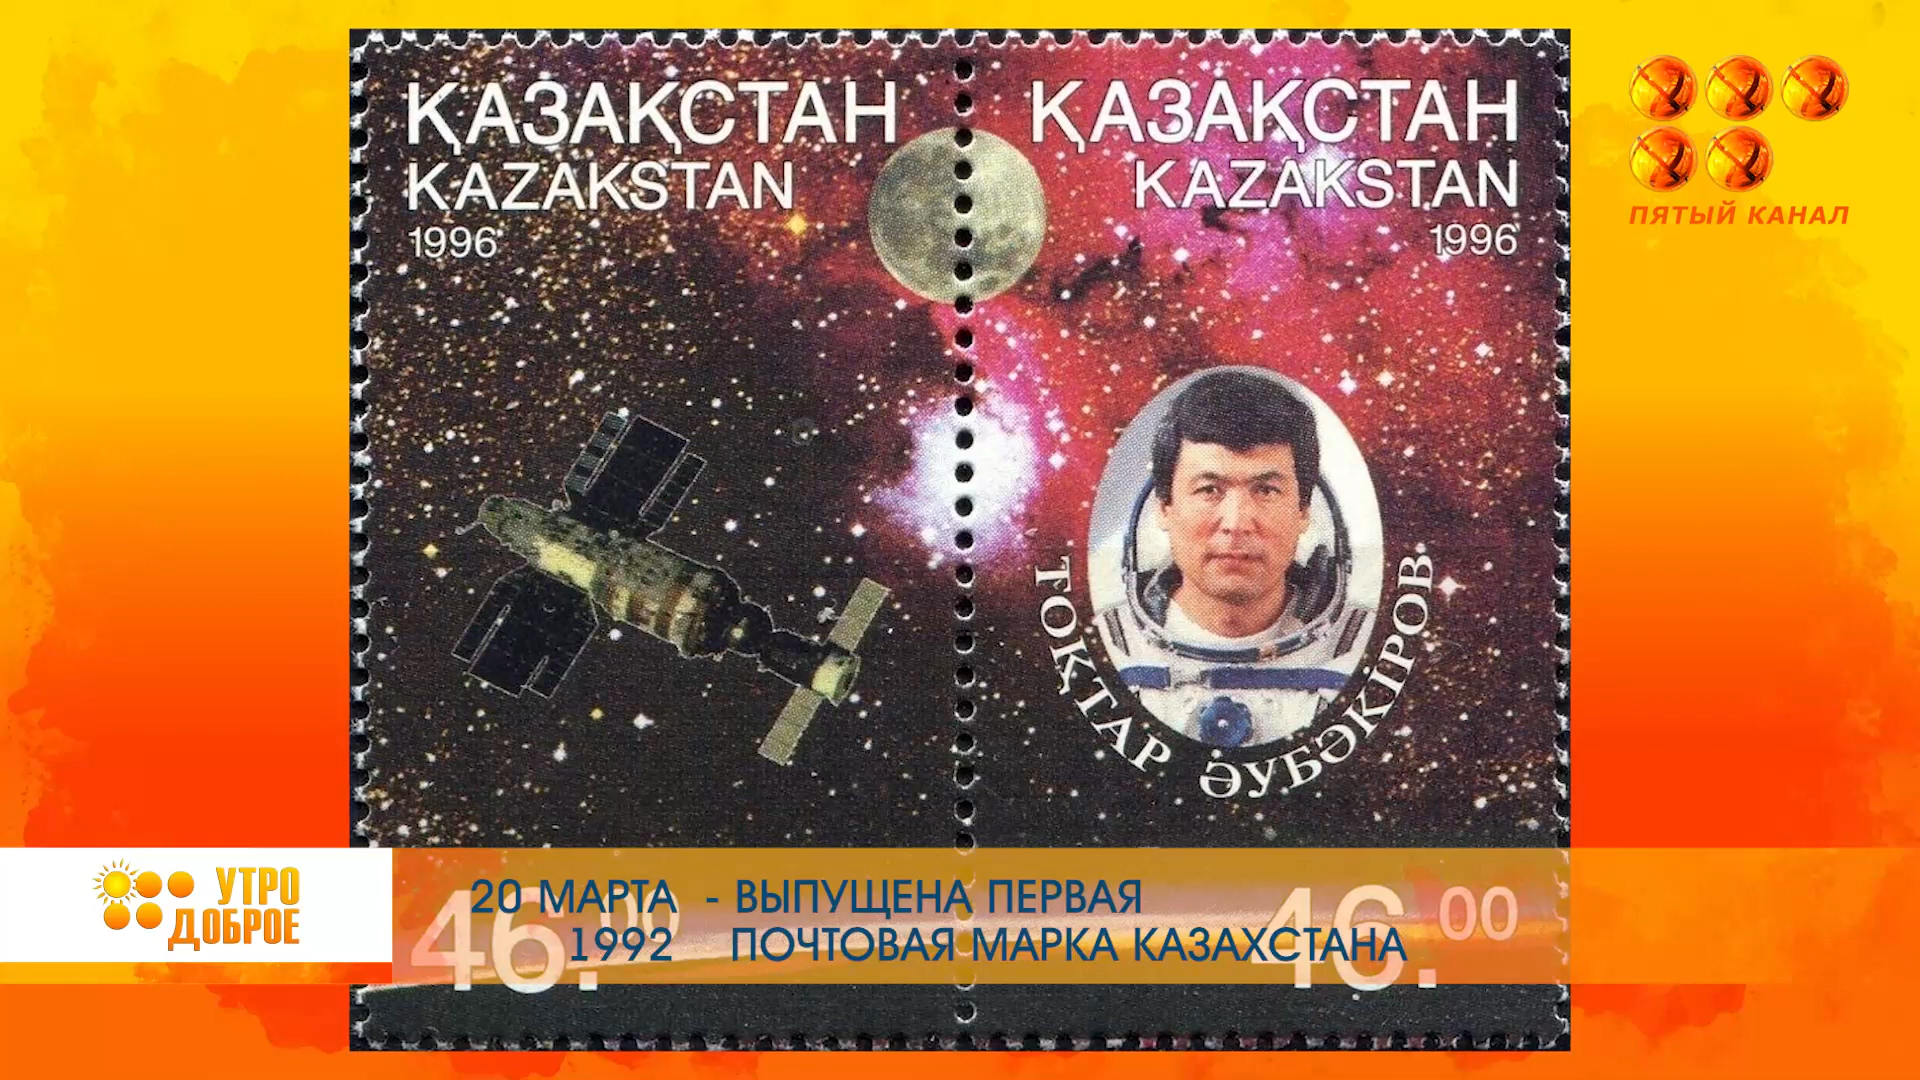 ҚАЗАҚСТАН
KAZAKSTAN
1996
ҚАЗАҚСТАН
KAZAKSTAN
1996
ПЯТЫЙ КАНАЛ
ТОҚТАР ӘУБӘКІРОВ
46.00
46.00
УТРО
ДОБРОЕ
20 МАРТА - ВЫПУЩЕНА ПЕРВАЯ
1992 ПОЧТОВАЯ МАРКА КАЗАХСТАНА